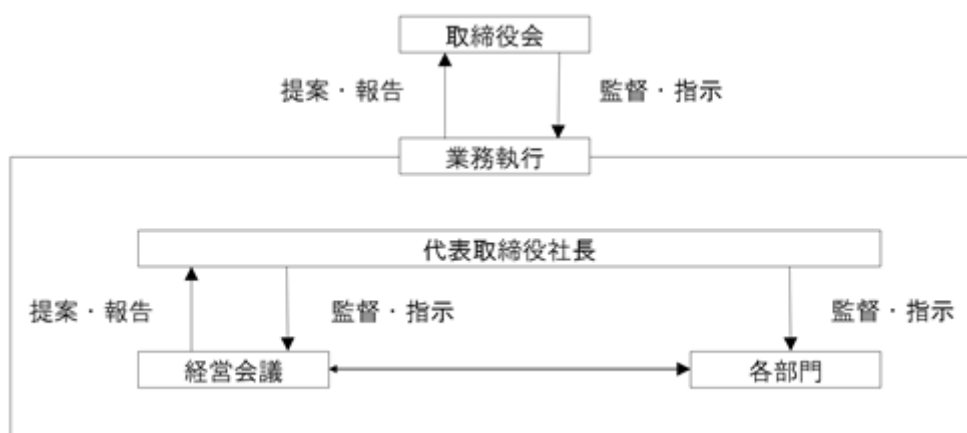 取締役会
提案・報告
監督・指示
業務執行
代表取締役社長
提案・報告
監督・指示
監督・指示
経営会議
各部門